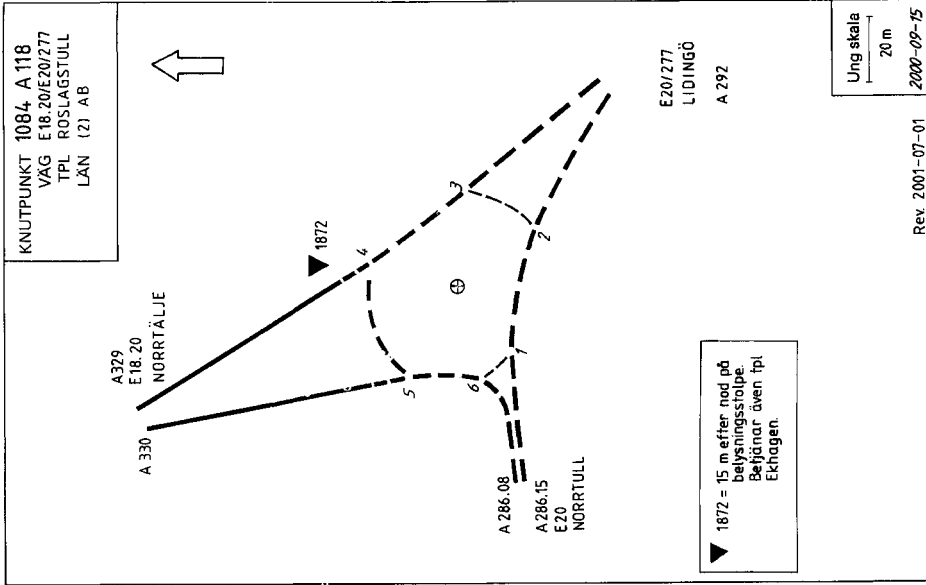 KNUTPUNKT 1084 A 118
VÄG E18.20/E20/277
TPL ROSLAGSTULL
LÄN (2) AB
A329
E18.20
NORRTÄLJE
A 330
1872
4
3
5
6
1
2
E20/277
LIDINGÖ
A 292
A 286.08
A 286.15
E20
NORRTULL
1872 = 15 m efter nod på
belysningsstolpe.
Betjänar även tpl
Ekhagen.
Ung skala
20 m
Rev. 2001-07-01
2000-09-15